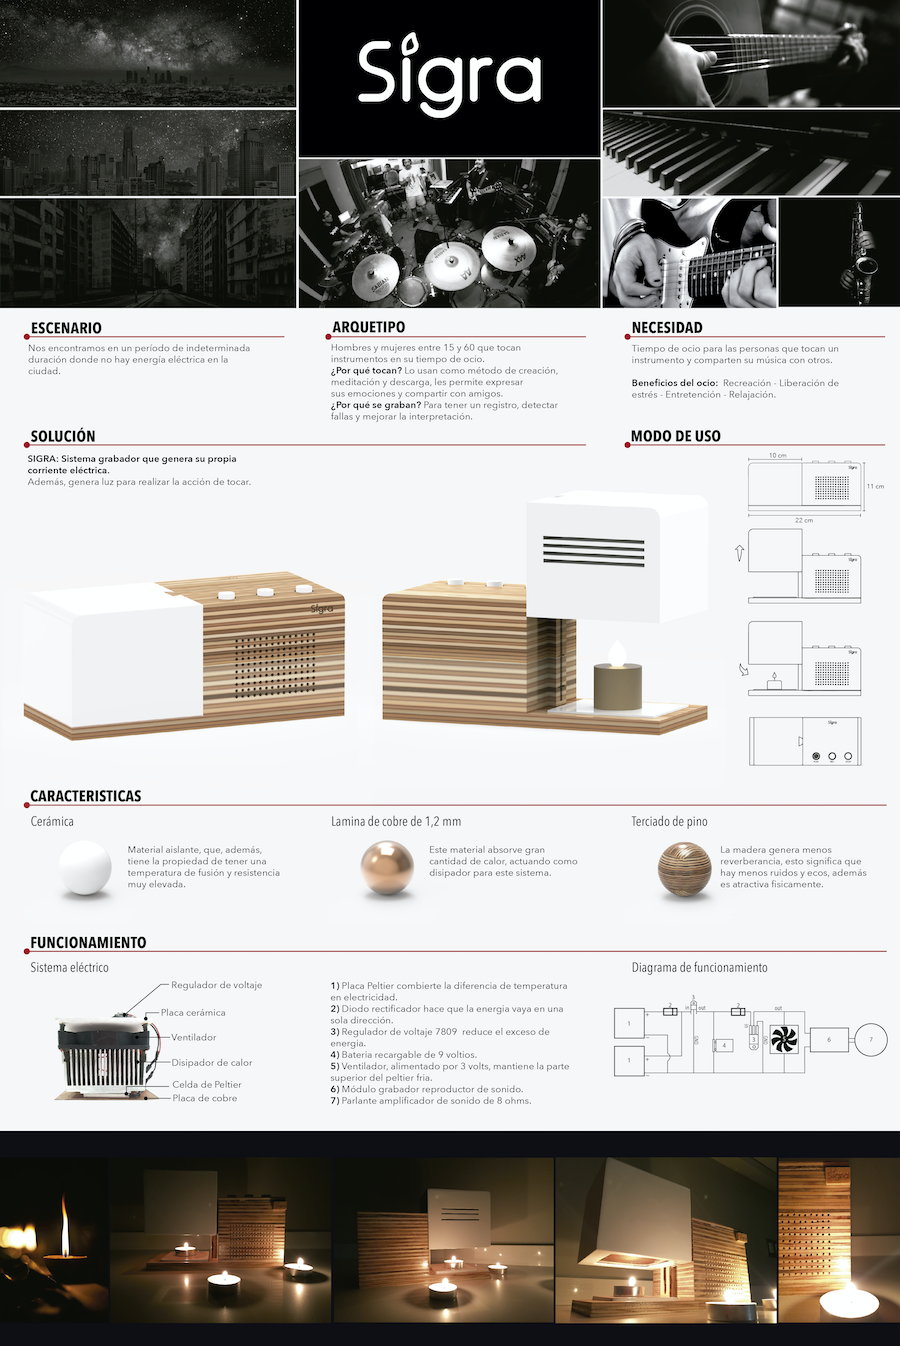 Sigra
ESCENARIO
Nos encontramos en un período de indeterminada
duración donde no hay energía eléctrica en la
ciudad.
ARQUETIPO
Hombres y mujeres entre 15 y 60 que tocan
instrumentos en su tiempo de ocio.
¿Por qué tocan? Lo usan como método de creación,
meditación y descarga, les permite expresar
sus emociones y compartir con amigos.
¿Por qué se graban? Para tener un registro, detectar
fallas y mejorar la interpretación.
NECESIDAD
Tiempo de ocio para las personas que tocan un
instrumento y comparten su música con otros.
Beneficios del ocio: Recreación - Liberación de
estrés - Entretención - Relajación.
SOLUCIÓN
SIGRA: Sistema grabador que genera su propia
corriente eléctrica.
Además, genera luz para realizar la acción de tocar.
Sigra
MODO DE USO
10 cm
Sigra
11 cm
22 cm
Sigra
Sigra
Sigra
CARACTERISTICAS
Cerámica
Material aislante, que, además,
tiene la propiedad de tener una
temperatura de fusión y resistencia
muy elevada.
Lamina de cobre de 1,2 mm
Este material absorve gran
cantidad de calor, actuando como
disipador para este sistema.
Terciado de pino
La madera genera menos
reverberancia, esto significa que
hay menos ruidos y ecos, además
es atractiva fisicamente.
FUNCIONAMIENTO
Sistema eléctrico
Regulador de voltaje
Placa cerámica
Ventilador
Disipador de calor
Celda de Peltier
Placa de cobre
1) Placa Peltier combierte la diferencia de temperatura
en electricidad.
2) Diodo rectificador hace que la energia vaya en una
sola dirección.
3) Regulador de voltaje 7809 reduce el exceso de
energía.
4) Bateria recargable de 9 voltios.
5) Ventilador, alimentado por 3 volts, mantiene la parte
superior del peltier fria.
6) Módulo grabador reproductor de sonido.
7) Parlante amplificador de sonido de 8 ohms.
Diagrama de funcionamiento
1
1
2
3
in
out
GND
2
4
3
out
GND
6
7